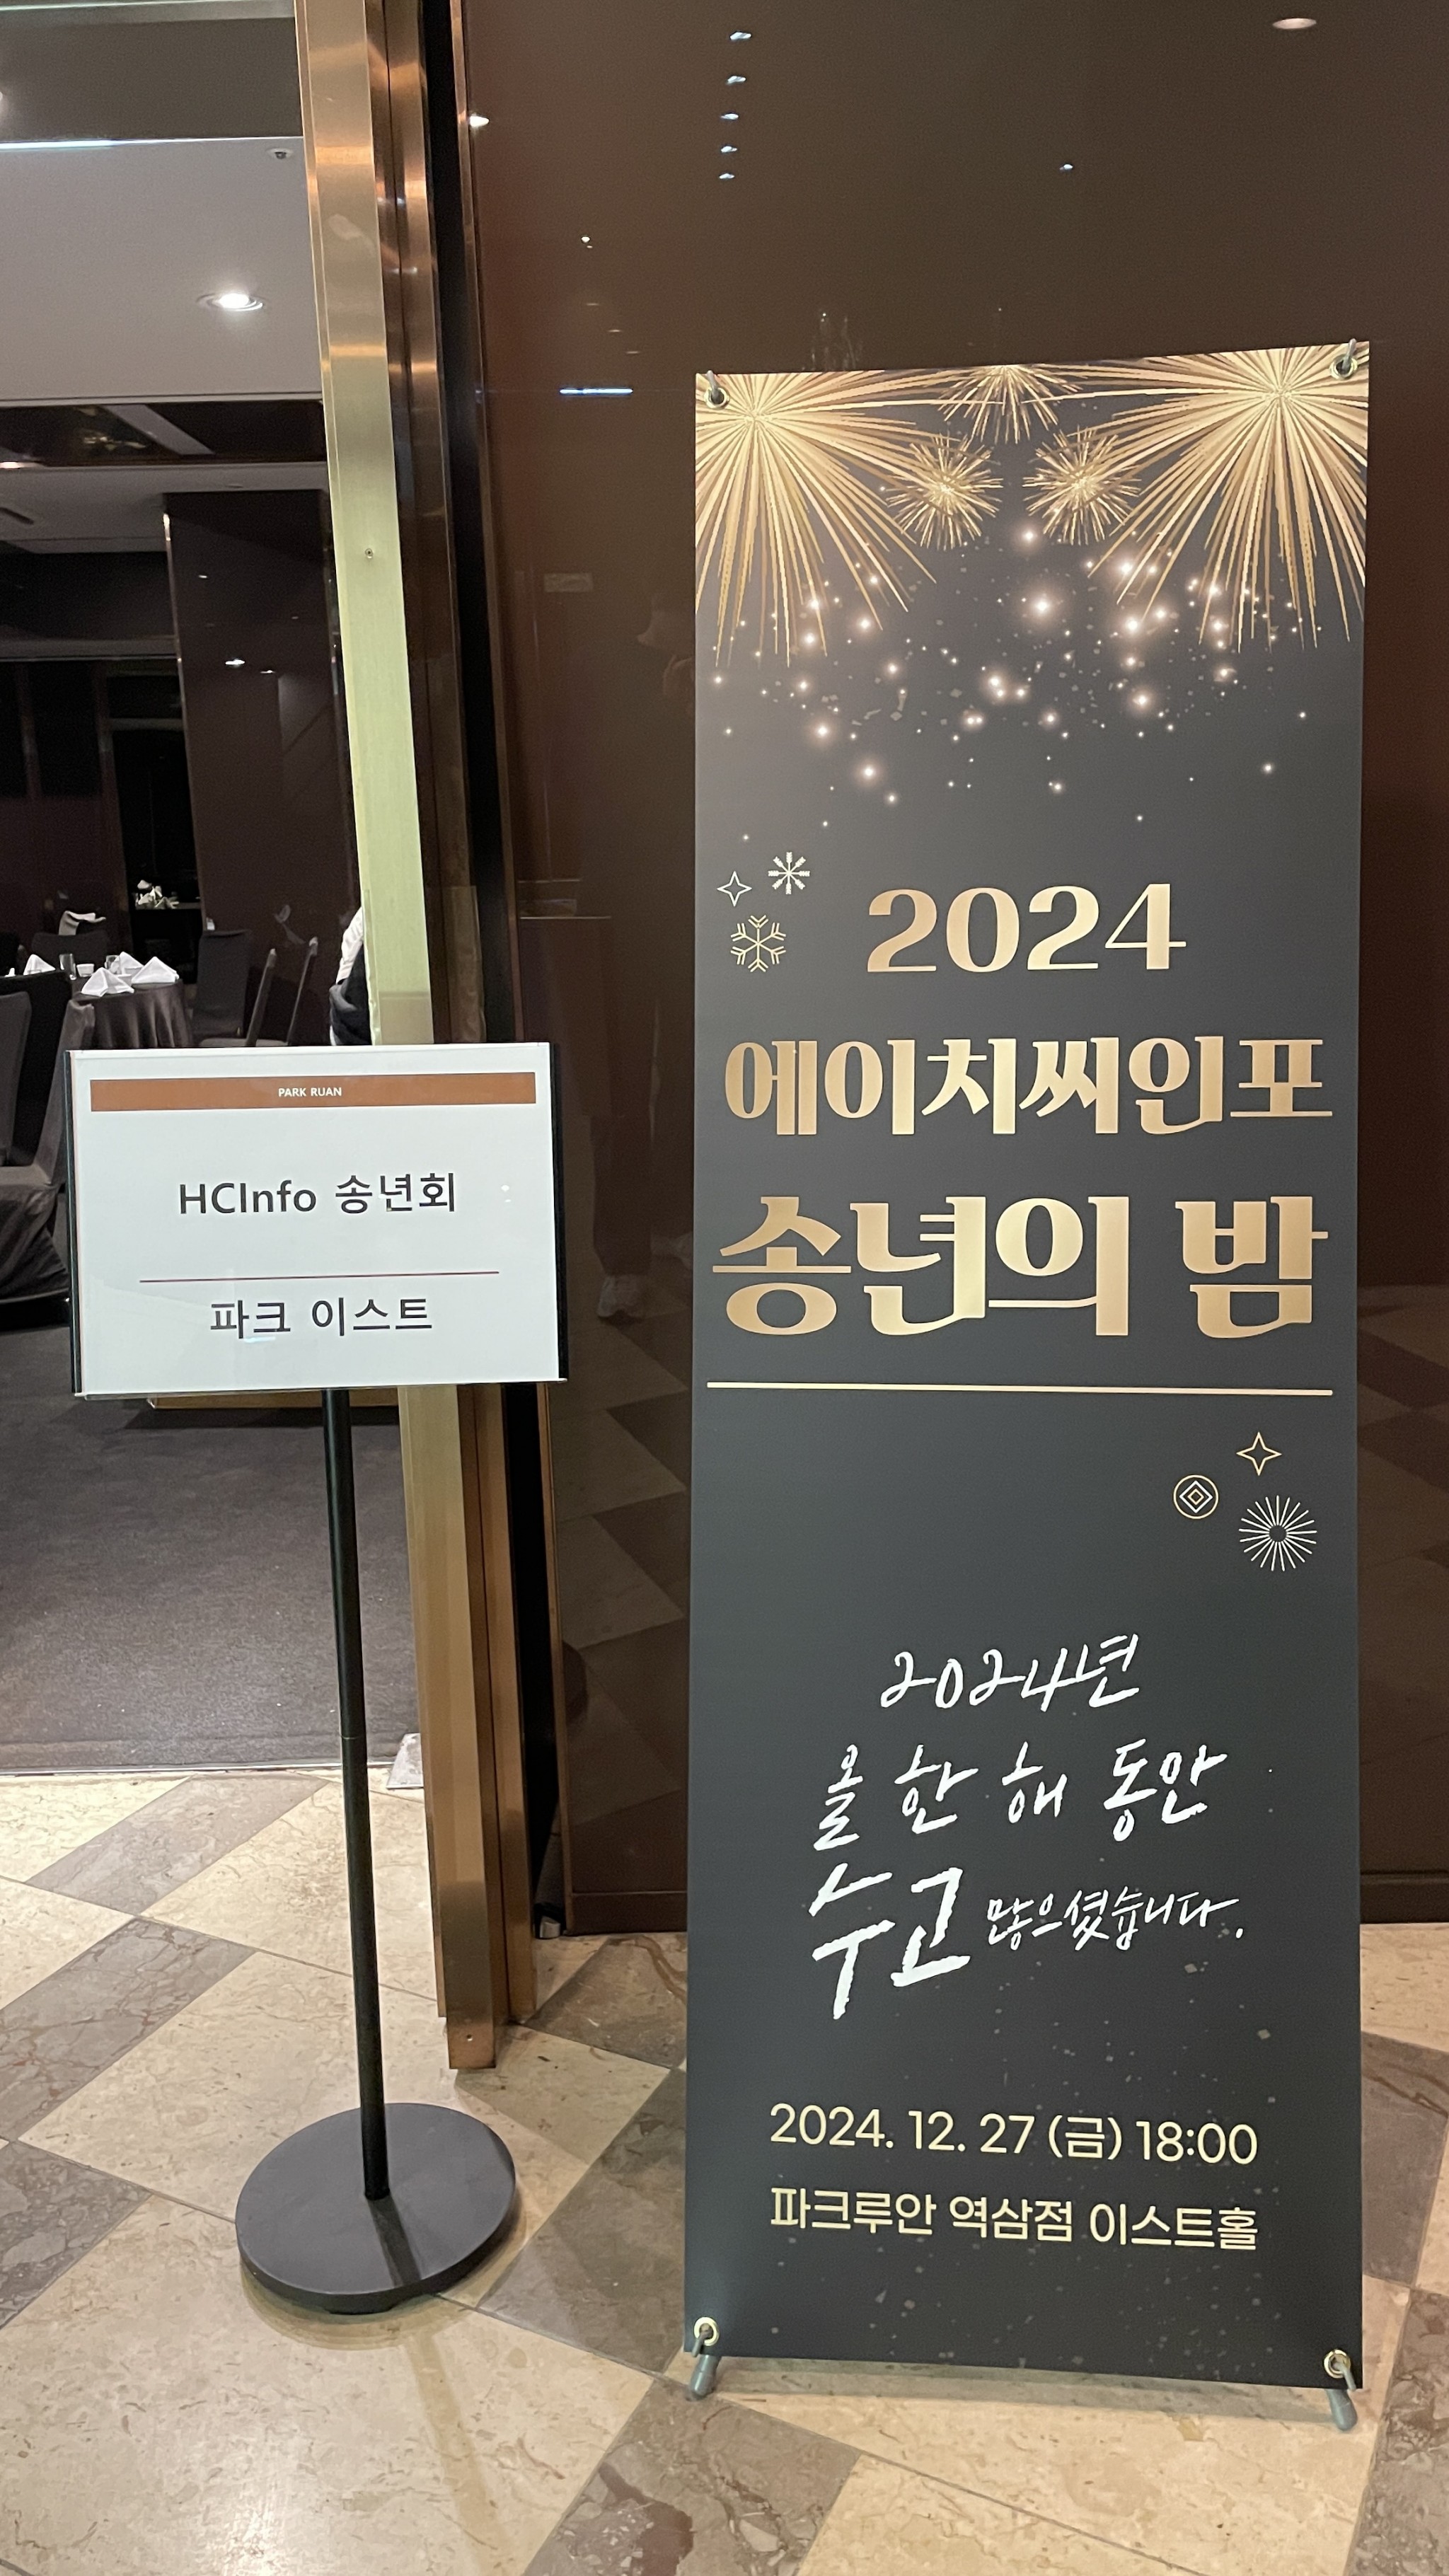 PARK RUAN
HCInfo 송년회
파크 이스트
2024
에이치씨인포
송년의 밤
2024년
올 한 해 동안
수고 많으셨습니다.
2024. 12. 27 (금) 18:00
파크루안 역삼점 이스트홀